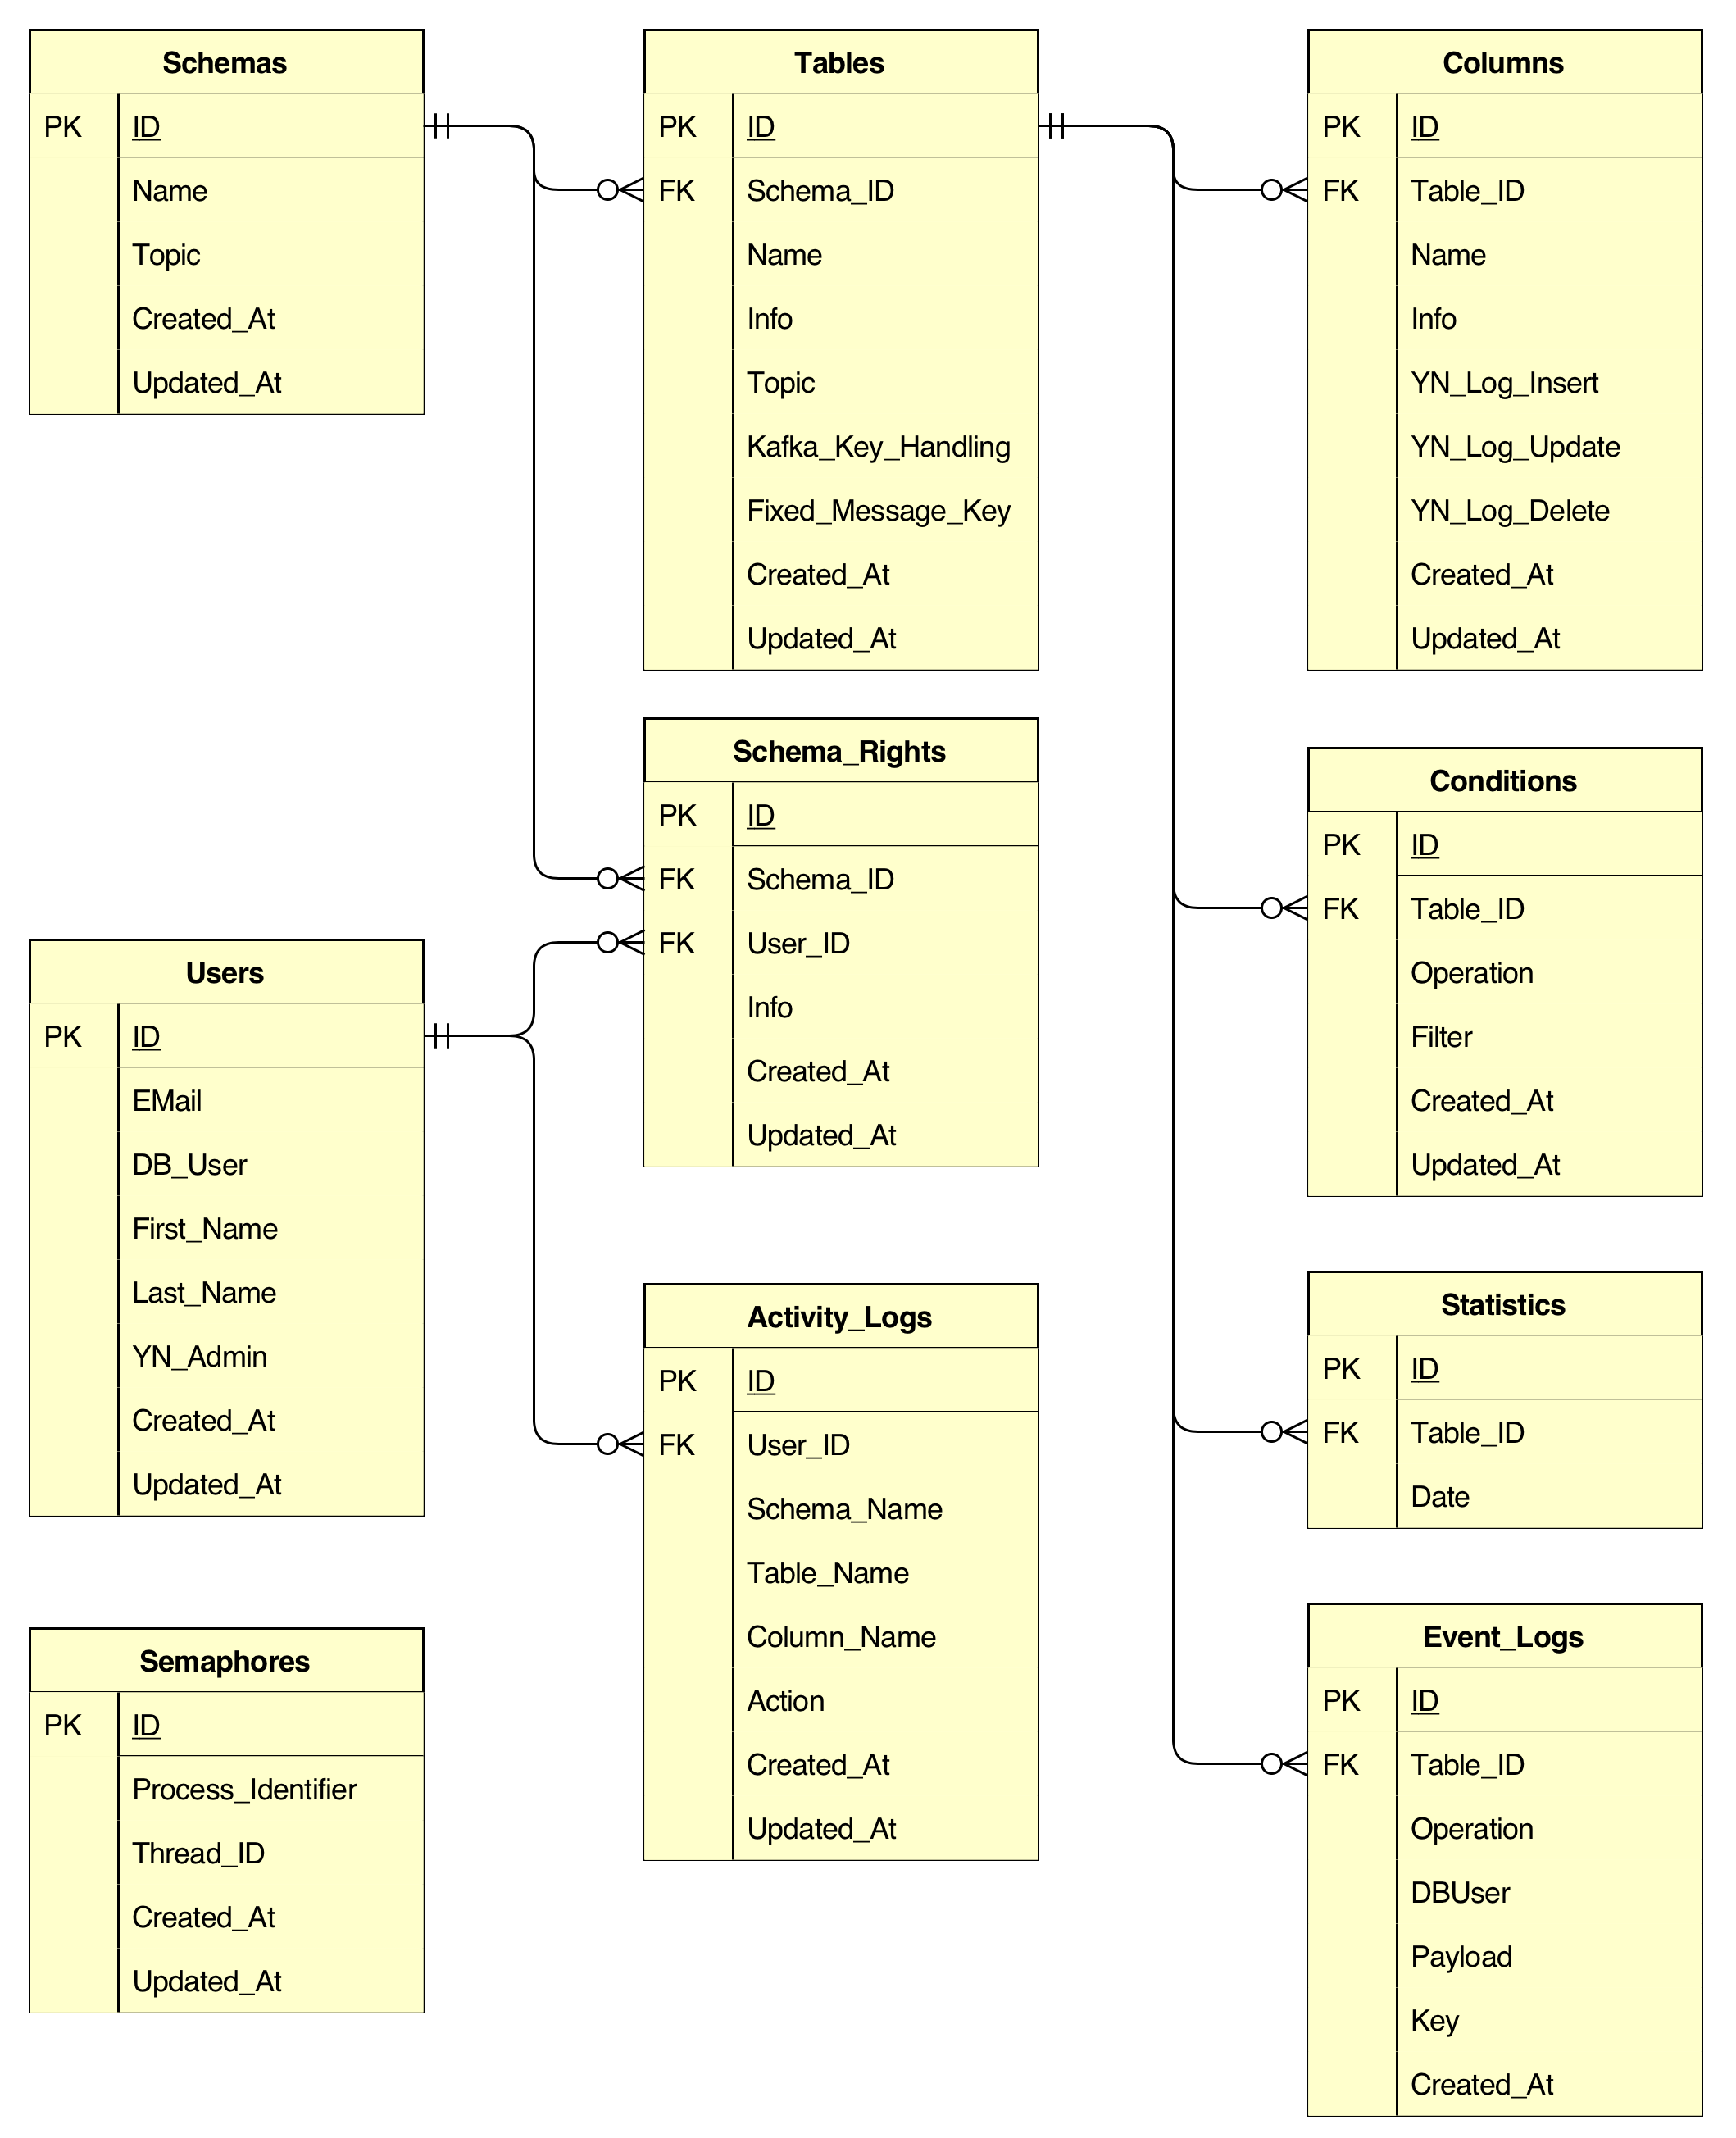 Schemas
PK ID
Name
Topic
Created_At
Updated_At
Tables
PK ID
FK Schema_ID
Name
Info
Topic
Kafka_Key_Handling
Fixed_Message_Key
Created_At
Updated_At
Columns
PK ID
FK Table_ID
Name
Info
YN_Log_Insert
YN_Log_Update
YN_Log_Delete
Created_At
Updated_At
Schema_Rights
PK ID
FK Schema_ID
FK User_ID
Info
Created_At
Updated_At
Conditions
PK ID
FK Table_ID
Operation
Filter
Created_At
Updated_At
Users
PK ID
EMail
DB_User
First_Name
Last_Name
YN_Admin
Created_At
Updated_At
Activity_Logs
PK ID
FK User_ID
Schema_Name
Table_Name
Column_Name
Action
Created_At
Updated_At
Statistics
PK ID
FK Table_ID
Date
Semaphores
PK ID
Process_Identifier
Thread_ID
Created_At
Updated_At
Event_Logs
PK ID
FK Table_ID
Operation
DBUser
Payload
Key
Created_At